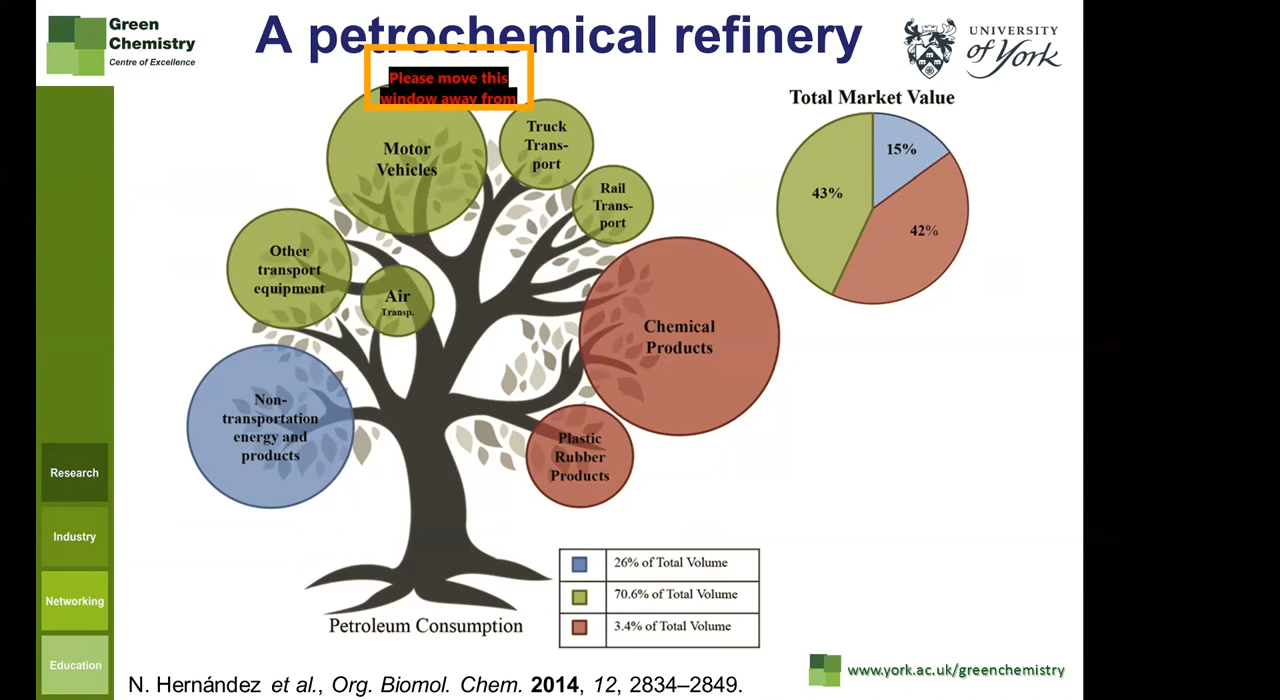 Green
Chemistry
Centre of Excellence
A petrochemical refinery
UNIVERSITY
of York
Please move this
window away from
Motor
Vehicles
Truck
Trans-
port
Rail
Trans-
port
Other
transport
equipment
Air
Transp.
Non-
transportation
energy and
products
Chemical
Products
Plastic
Rubber
Products
Total Market Value
15%
43%
42%
26% of Total Volume
70.6% of Total Volume
3.4% of Total Volume
Petroleum Consumption
Research
Industry
Networking
Education
www.york.ac.uk/greenchemistry
N. Hernández et al., Org. Biomol. Chem. 2014, 12, 2834–2849.